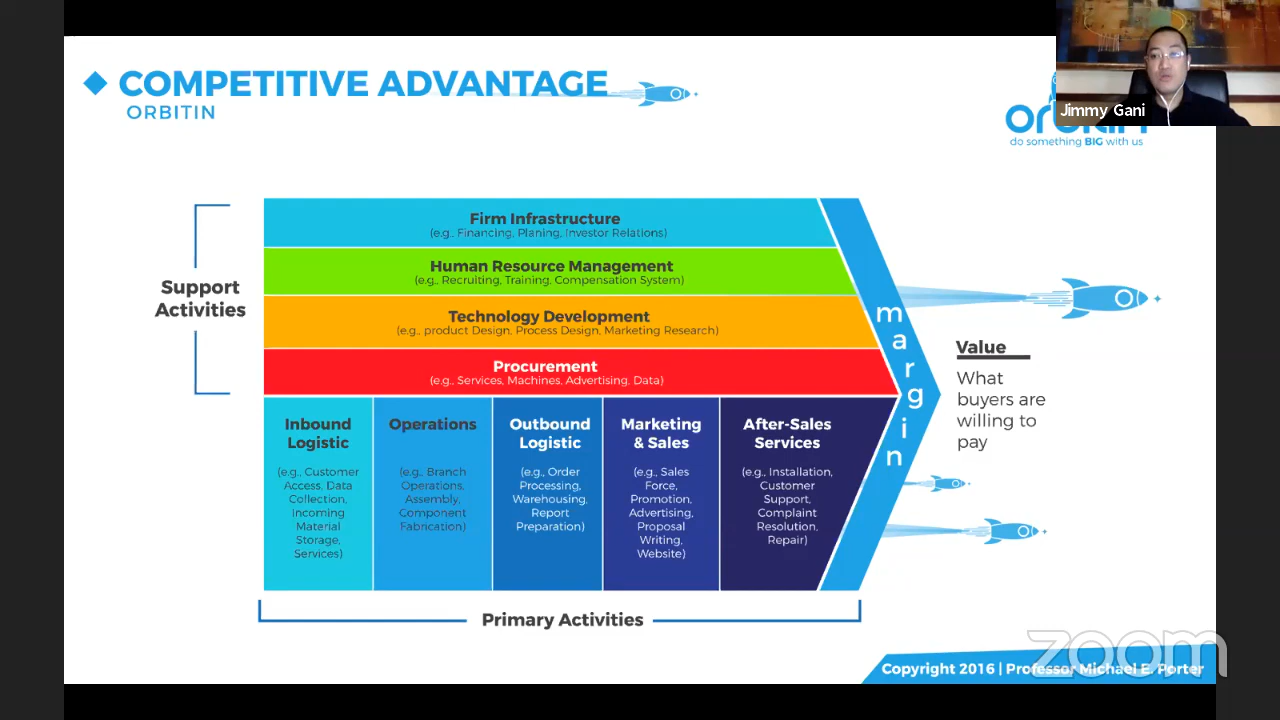 COMPETITIVE ADVANTAGE
ORBITIN
Jimmy Gani
do something BIG with us
Support
Activities
Firm Infrastructure
(e.g., Financing, Planing, Investor Relations)
Human Resource Management
(e.g., Recruiting, Training. Compensation System)
Technology Development
(e.g., product Design, Process Design, Marketing Research)
Procurement
(e.g., Services, Machines, Advertising, Data)
Inbound
Logistic
(e.g., Customer
Access, Data
Collection,
Incoming
Material
Storage,
Services)
Operations
(e.g., Branch
Operations,
Assembly,
Component
Fabrication)
Outbound
Logistic
(e.g., Order
Processing,
Warehousing,
Report
Preparation)
Marketing
& Sales
(e.g., Sales
Force,
Promotion,
Advertising,
Proposal
Writing,
Website)
After-Sales
Services
(e.g., Installation,
Customer
Support,
Complaint
Resolution,
Repair)
margin
Value
What
buyers are
willing to
pay
Primary Activities
zoom
Copyright 2016 | Professor Michael E. Porter